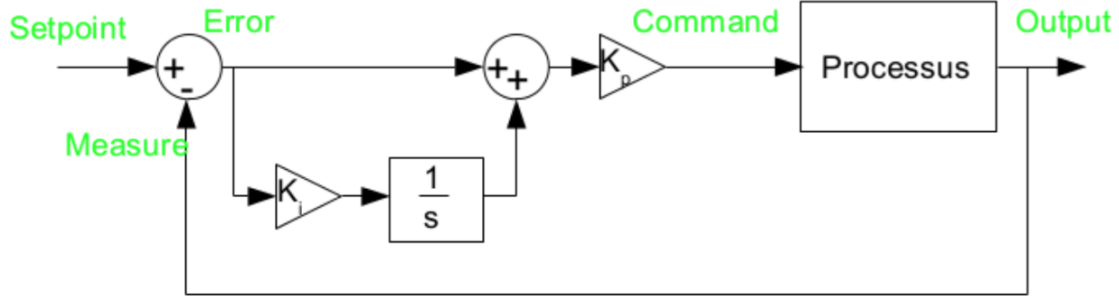 Setpoint
Error
Command
Output
+
-
+
+
Kp
Processus
Measure
Ki
1
s